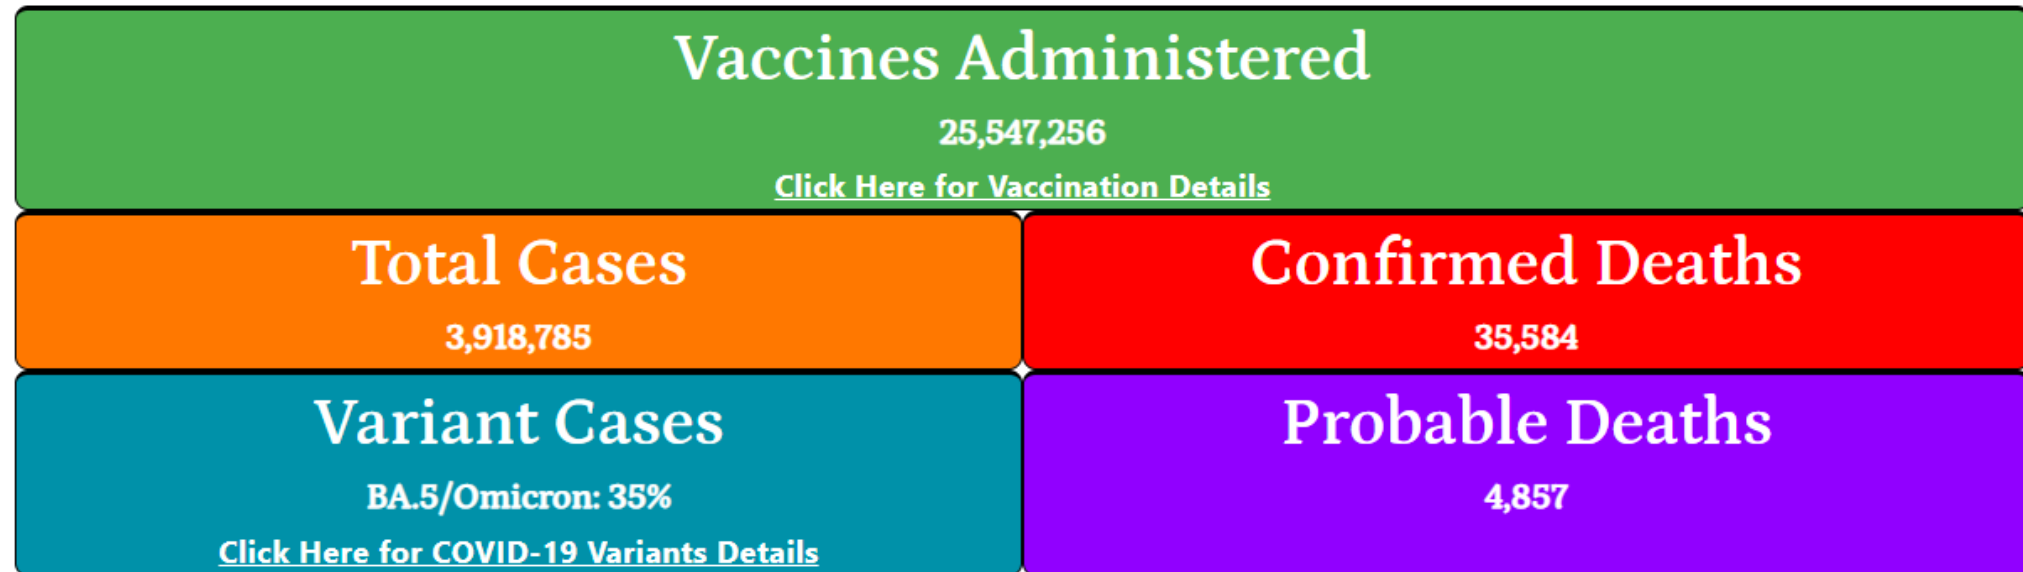 Vaccines Administered
25,547,256
Click Here for Vaccination Details
Total Cases
3,918,785
Confirmed Deaths
35,584
Variant Cases
BA.5/Omicron: 35%
Click Here for COVID-19 Variants Details
Probable Deaths
4,857